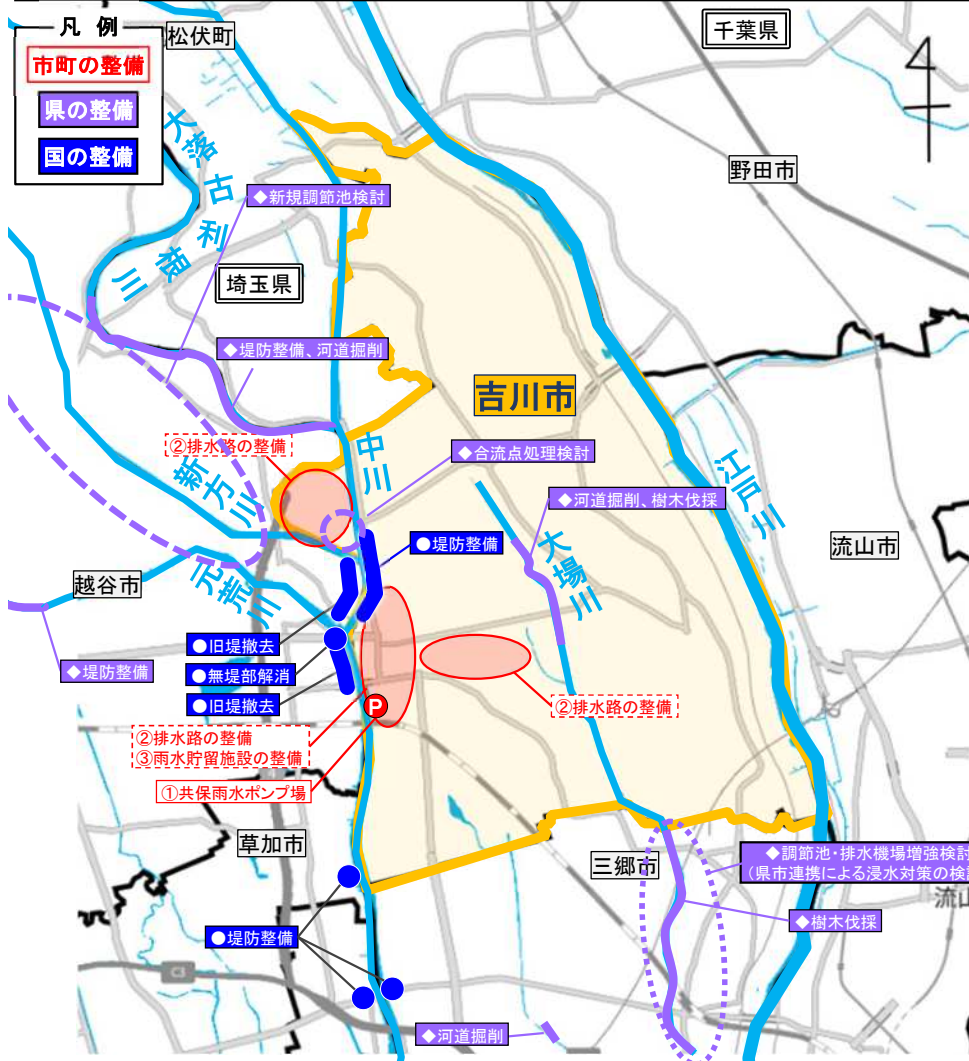 凡 例
市町の整備
県の整備
国の整備
松伏町
千葉県
野田市
大落古利
◆新規調節池検討
埼玉県
◆堤防整備、河道掘削
吉川市
②排水路の整備
中川
◆合流点処理検討
新方川
◆河道掘削、樹木伐採
江戸川
●堤防整備
大場川
流山市
越谷市
元荒川
●旧堤撤去
◆堤防整備
●無堤部解消
●旧堤撤去
②排水路の整備
②排水路の整備
③雨水貯留施設の整備
P
①共保雨水ポンプ場
草加市
三郷市
◆調節池・排水機場増強検討
(県市連携による浸水対策の検討
流山
◆樹木伐採
●堤防整備
C3
◆河道掘削